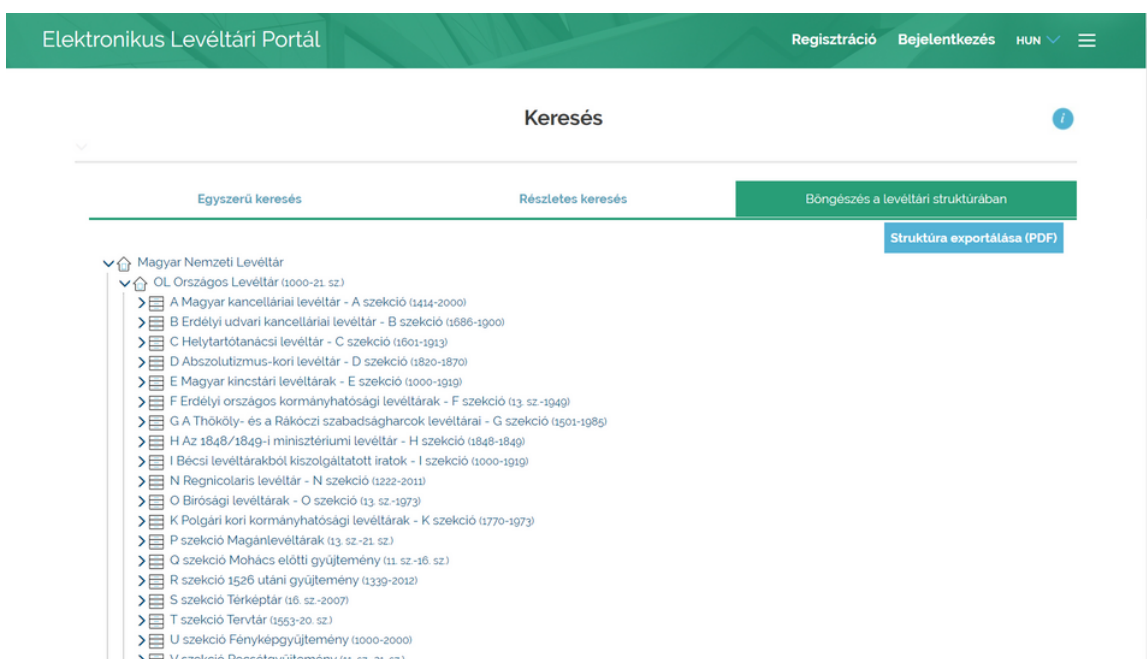 Elektronikus Levéltári Portál
Regisztráció Bejelentkezés HUN
Keresés
i
Egyszerű keresés Részletes keresés Böngészés a levéltári struktúrában
Struktúra exportálása (PDF)
Magyar Nemzeti Levéltár
OL Országos Levéltár (1000-21. sz.)
A Magyar kancelláriai levéltár - A szekció (1414-2000)
B Erdélyi udvari kancelláriai levéltár - B szekció (1686-1900)
C Helytartótanácsi levéltár - C szekció (1601-1913)
D Abszolutizmus-kori levéltár - D szekció (1820-1870)
E Magyar kincstári levéltárak - E szekció (1000-1919)
F Erdélyi országos kormányhatósági levéltárak - F szekció (13. sz.-1949)
G A Thököly- és a Rákóczi szabadságharcok levéltárai - G szekció (1501-1985)
H Az 1848/1849-i minisztériumi levéltár - H szekció (1848-1849)
I Bécsi levéltárakból kiszolgáltatott iratok - I szekció (1000-1919)
N Regnicolaris levéltár - N szekció (1222-2011)
O Bírósági levéltárak - O szekció (13. sz.-1973)
K Polgári kori kormányhatósági levéltárak - K szekció (1770-1973)
P szekció Magánlevéltárak (13. sz.-21. sz.)
Q szekció Mohács előtti gyűjtemény (11. sz.-16. sz.)
R szekció 1526 utáni gyűjtemény (1339-2012)
S szekció Térképtár (16. sz.-2007)
T szekció Tervtár (1553-20. sz.)
U szekció Fényképgyűjtemény (1000-2000)